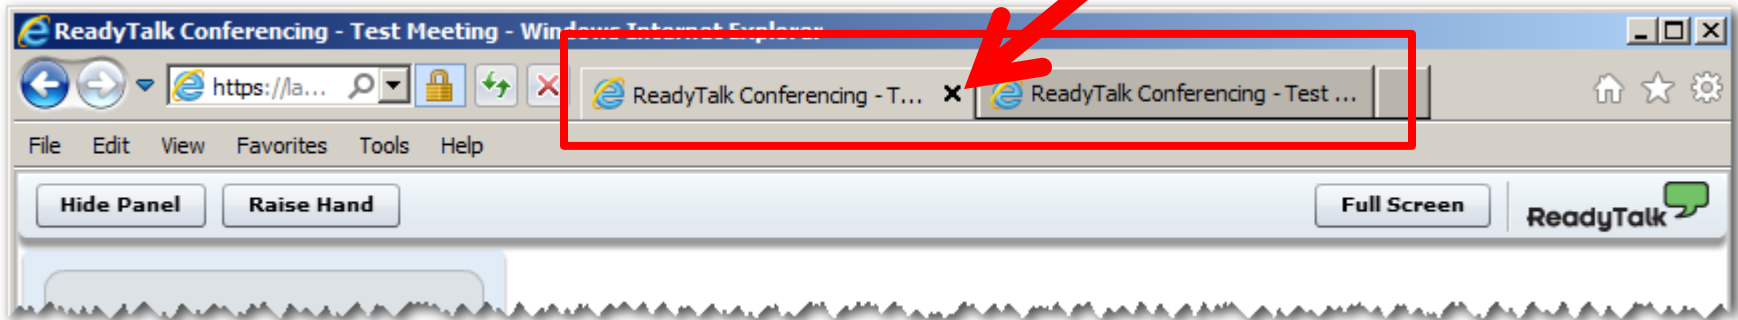 ReadyTalk Conferencing - Test Meeting - Windows Internet Explorer
https://la... ReadyTalk Conferencing - T... ReadyTalk Conferencing - Test ...
File Edit View Favorites Tools Help
Hide Panel Raise Hand Full Screen ReadyTalk